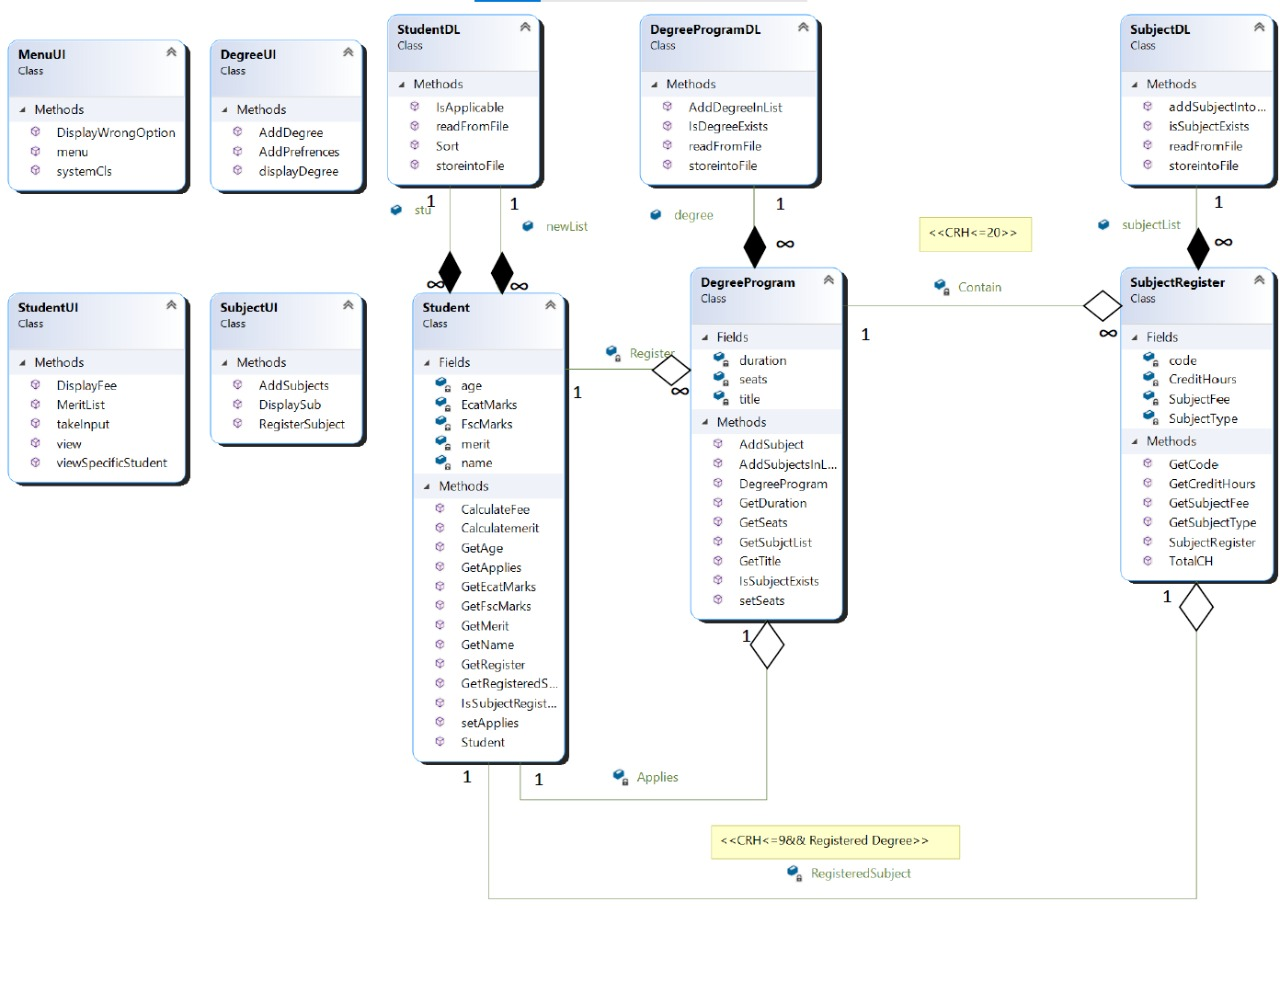 MenuUI
Class
Methods
DisplayWrongOption
menu
systemCls
DegreeUI
Class
Methods
AddDegree
AddPrefrences
displayDegree
StudentDL
Class
Methods
IsApplicable
readFromFile
Sort
storeintoFile
DegreeProgramDL
Class
Methods
AddDegreeInList
IsDegreeExists
readFromFile
storeintoFile
SubjectDL
Class
Methods
addSubjectInto...
isSubjectExists
readFromFile
storeintoFile
stu
1
1
newList
degree
1
<<CRH<=20>>
subjectList
1
∞
∞
∞
∞
StudentUI
Class
Methods
DisplayFee
MeritList
takeInput
view
viewSpecificStudent
SubjectUI
Class
Methods
AddSubjects
DisplaySub
RegisterSubject
Student
Class
Fields
age
EcatMarks
FscMarks
merit
name
Methods
CalculateFee
Calculatemerit
GetAge
GetApplies
GetEcatMarks
GetFscMarks
GetMerit
GetName
GetRegister
GetRegisteredS...
IsSubjectRegist...
setApplies
Student
Register
1
∞
DegreeProgram
Class
Fields
duration
seats
title
Methods
AddSubject
AddSubjectsInL...
DegreeProgram
GetDuration
GetSeats
GetSubjctList
GetTitle
IsSubjectExists
setSeats
Contain
1
∞
SubjectRegister
Class
Fields
code
CreditHours
SubjectFee
SubjectType
Methods
GetCode
GetCreditHours
GetSubjectFee
GetSubjectType
SubjectRegister
TotalCH
1
1
1
1
Applies
<<CRH<=9&& Registered Degree>>
RegisteredSubject